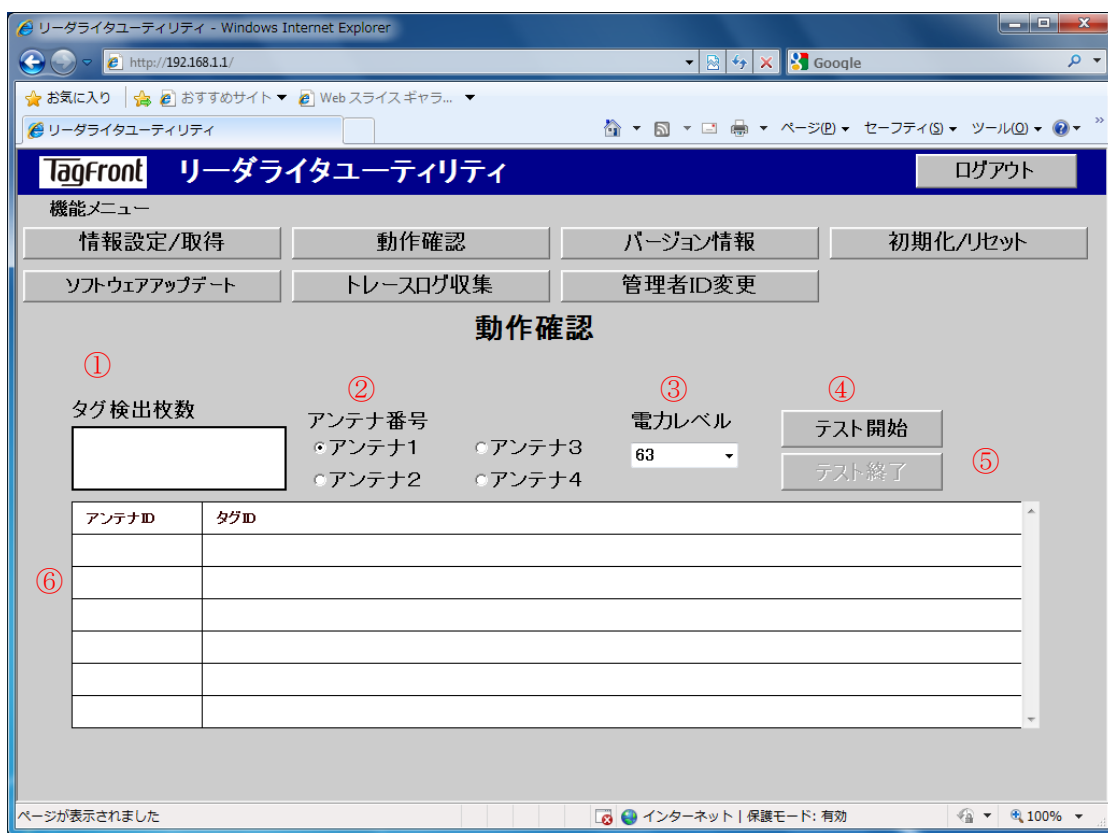 リーダライタユーティリティ - Windows Internet Explorer
http://192.168.1.1/
Google
お気に入り おすすめサイト Web スライス ギャラ...
リーダライタユーティリティ ページ(P) セーフティ(S) ツール(O) »
TagFront リーダライタユーティリティ ログアウト
機能メニュー
情報設定/取得 動作確認 バージョン情報 初期化/リセット
ソフトウェアアップデート トレースログ収集 管理者ID変更
動作確認
① ② ③ ④
タグ検出枚数 アンテナ番号 電力レベル テスト開始
アンテナ1 アンテナ3 63
アンテナ2 アンテナ4 テスト終了 ⑤
アンテナID タグID
⑥
ページが表示されました インターネット | 保護モード: 有効 100%